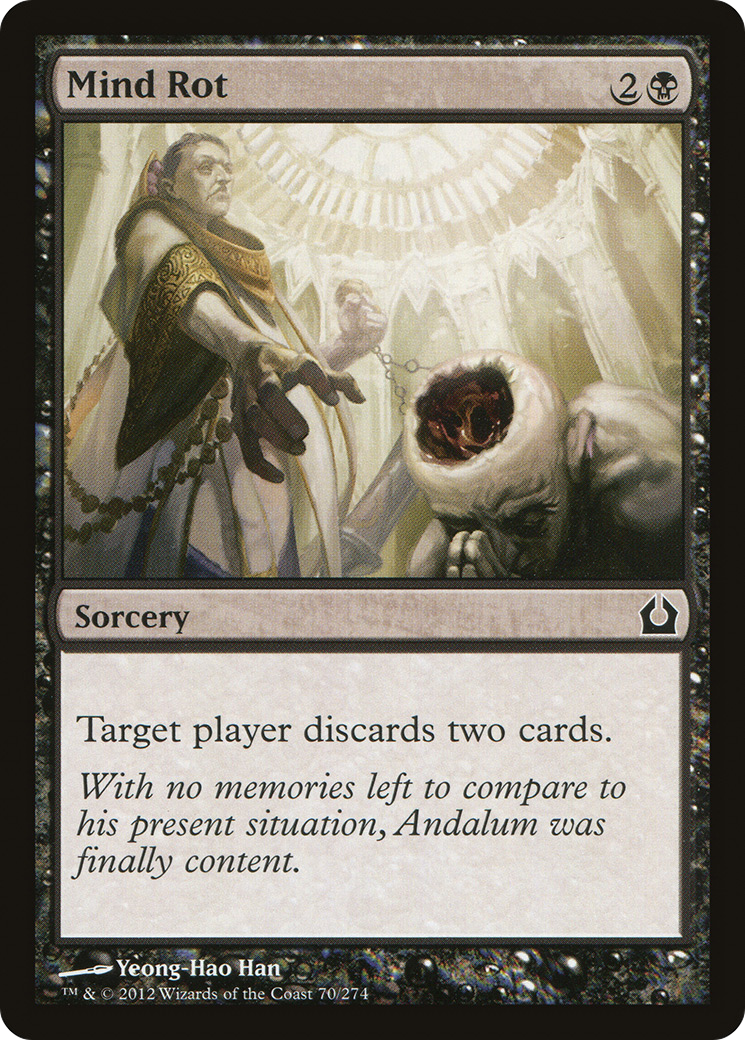 Mind Rot 2
Sorcery
Target player discards two cards.
With no memories left to compare to
his present situation, Andalum was
finally content.
Yeong-Hao Han
™ & © 2012 Wizards of the Coast 70/274